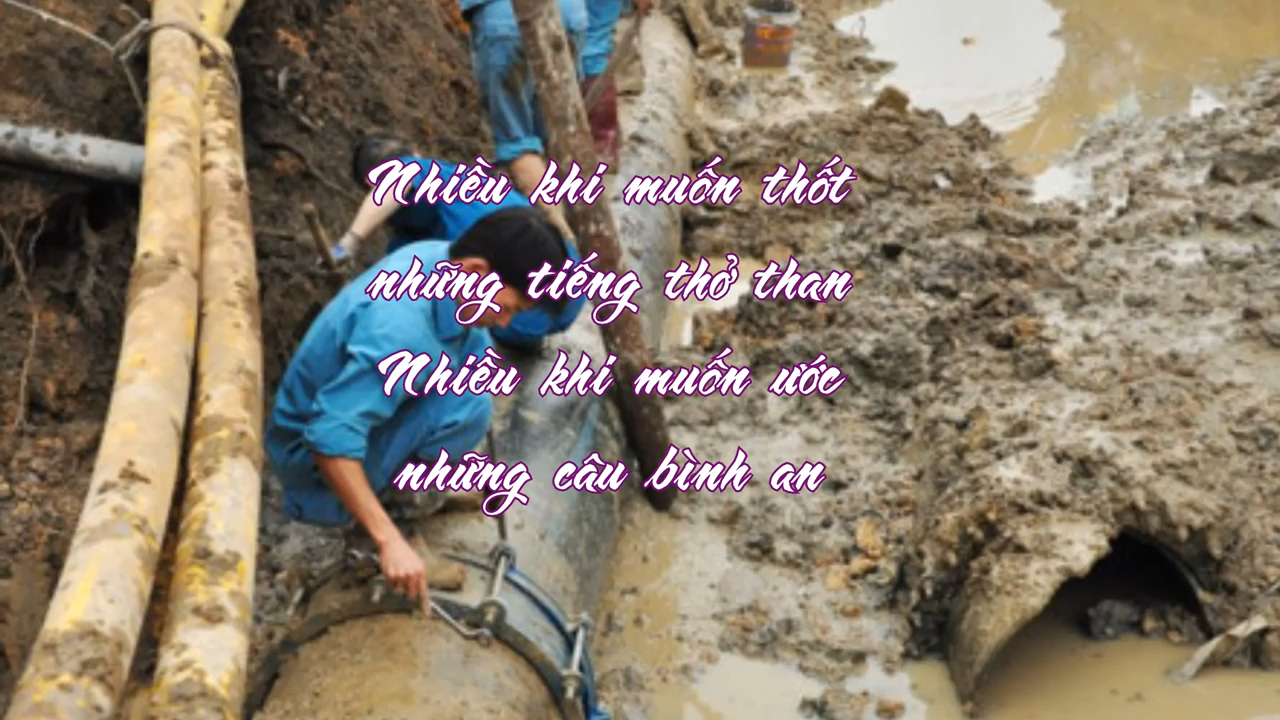 Nhiều khi muốn thốt
những tiếng thở than
Nhiều khi muốn ước
những câu bình an